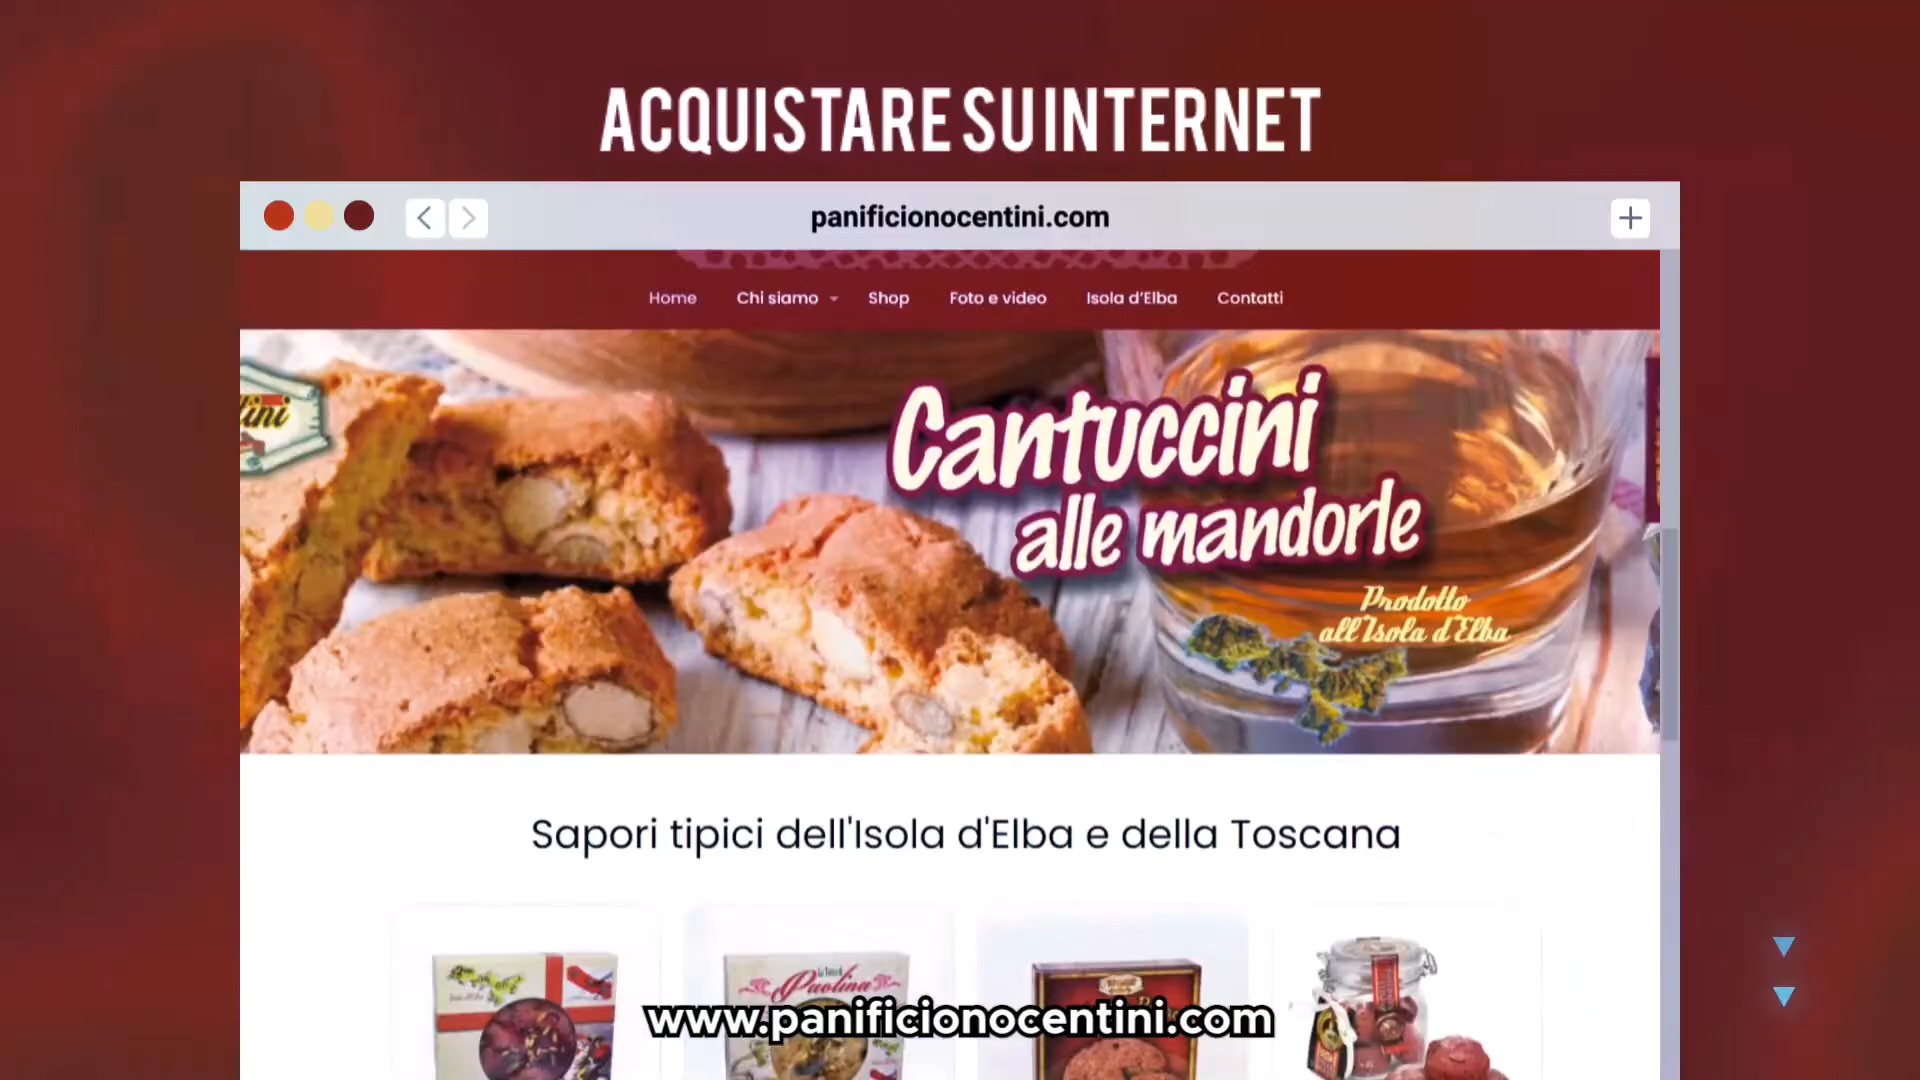 ACQUISTARE SU INTERNET
panificionocentini.com
Home Chi siamo Shop Foto e video Isola d'Elba Contatti
Cantuccini
alle mandorle
Prodotto
all'Isola d'Elba
Sapori tipici dell'Isola d'Elba e della Toscana
Paolina
www.panificionocentini.com